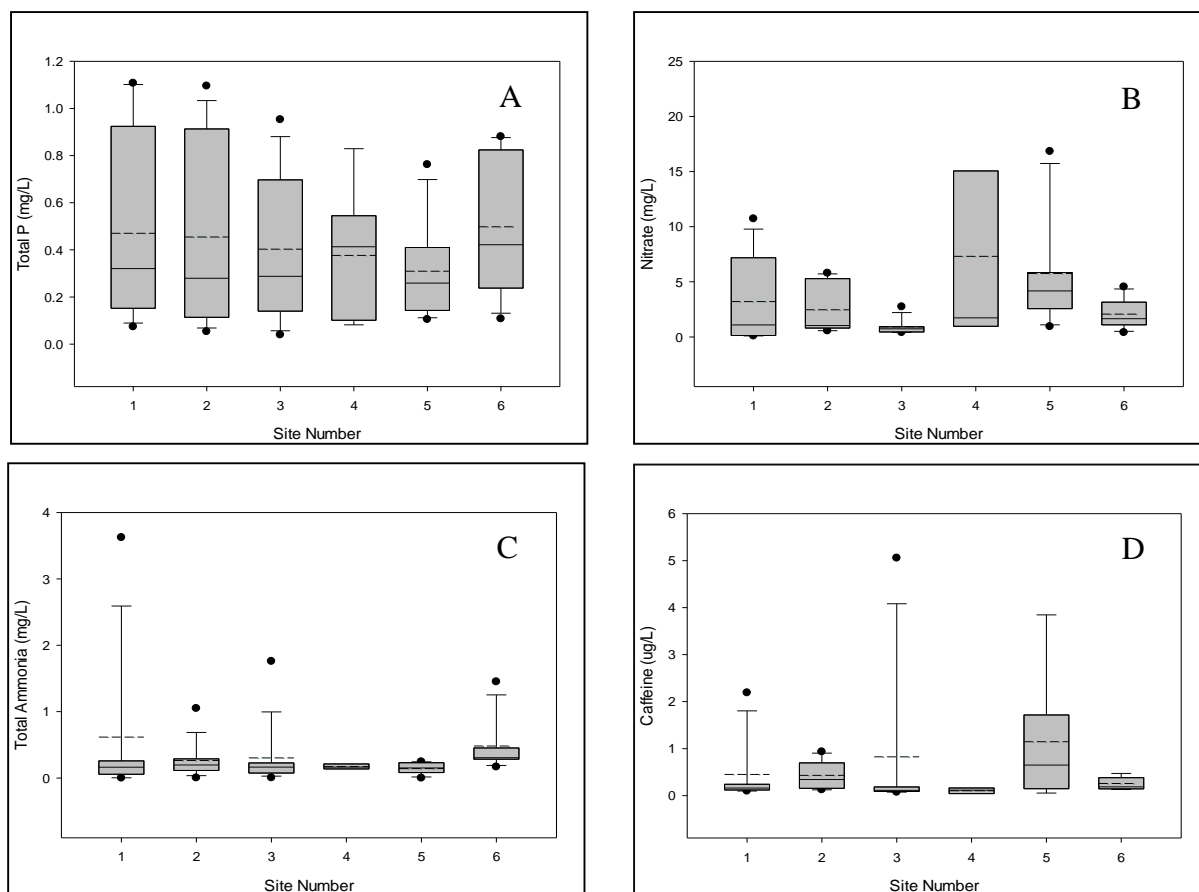 A
Total P (mg/L)
1.2
1.0
0.8
0.6
0.4
0.2
0.0
1 2 3 4 5 6
Site Number
B
Nitrate (mg/L)
25
20
15
10
5
0
1 2 3 4 5 6
Site Number
C
Total Ammonia (mg/L)
4
3
2
1
0
1 2 3 4 5 6
Site Number
D
Caffeine (ug/L)
6
5
4
3
2
1
0
1 2 3 4 5 6
Site Number